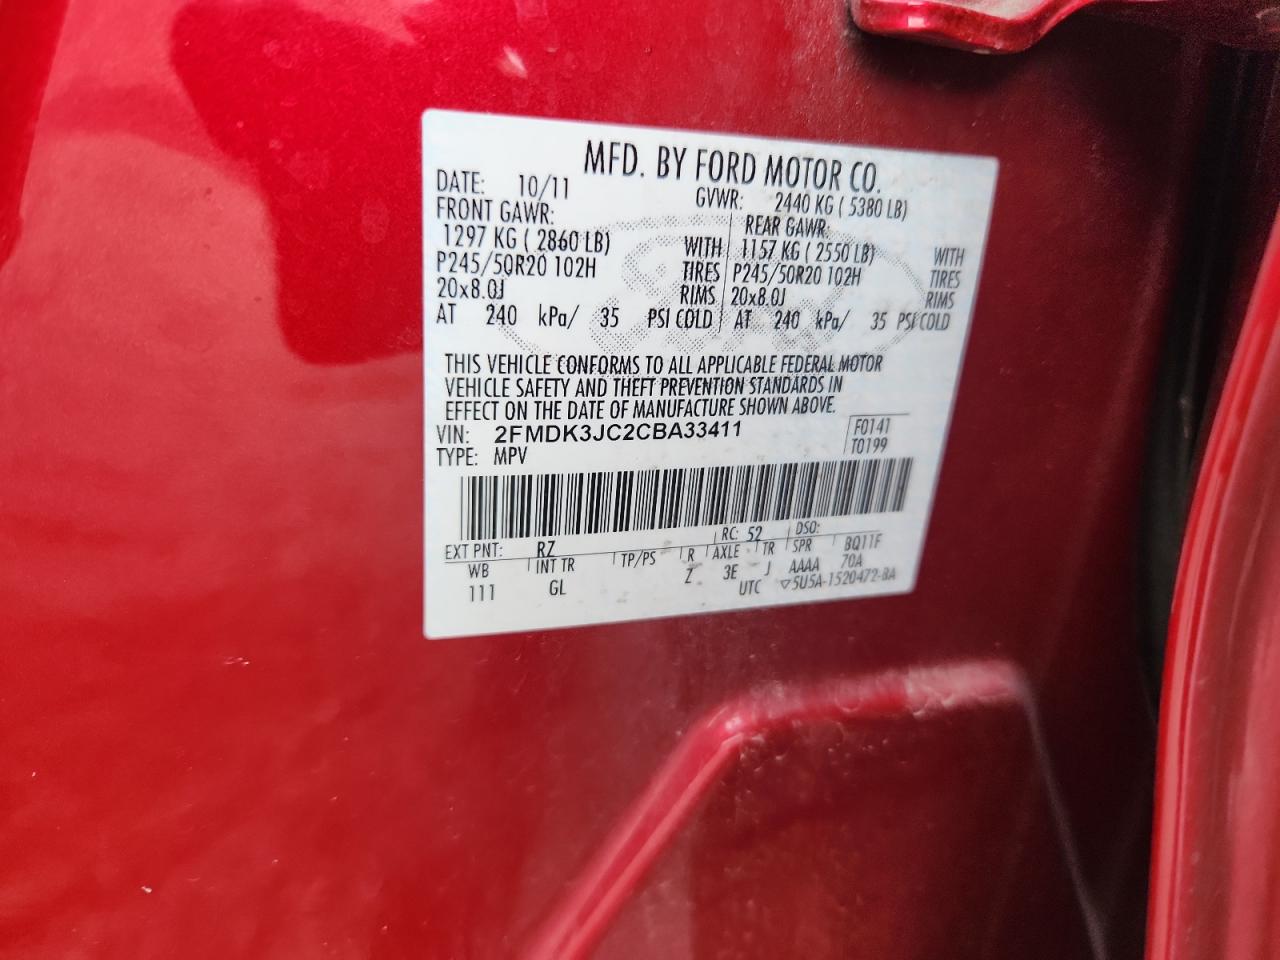 MFD. BY FORD MOTOR CO.
DATE: 10/11 GVWR: 2440 KG ( 5380 LB)
FRONT GAWR: REAR GAWR:
1297 KG ( 2860 LB) WITH 1157 KG ( 2550 LB) WITH
P245/50R20 102H TIRES P245/50R20 102H TIRES
20x8.0J RIMS 20x8.0J RIMS
AT 240 kPa/ 35 PSI COLD AT 240 kPa/ 35 PSI COLD
THIS VEHICLE CONFORMS TO ALL APPLICABLE FEDERAL MOTOR
VEHICLE SAFETY AND THEFT PREVENTION STANDARDS IN
EFFECT ON THE DATE OF MANUFACTURE SHOWN ABOVE.
VIN: 2FMDK3JC2CBA33411 F0141
TYPE: MPV T0199
EXT PNT: RZ RC: 52 DSO:
WB INT TR TP/PS R AXLE TR SPR BQ11F
111 GL Z 3E J AAAA 70A
UTC ▽5U5A-1520472-BA